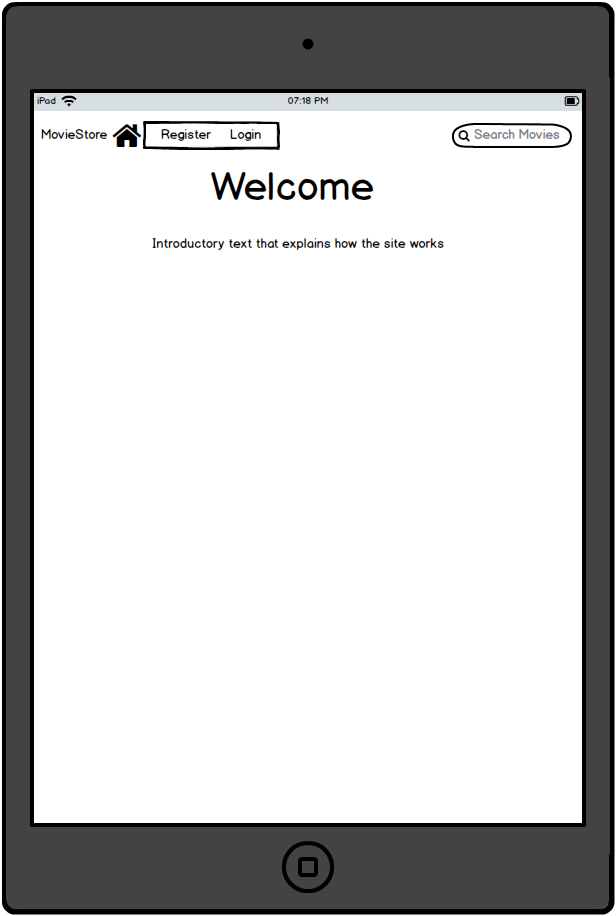 iPad 07:18 PM
MovieStore Register Login Search Movies
Welcome
Introductory text that explains how the site works